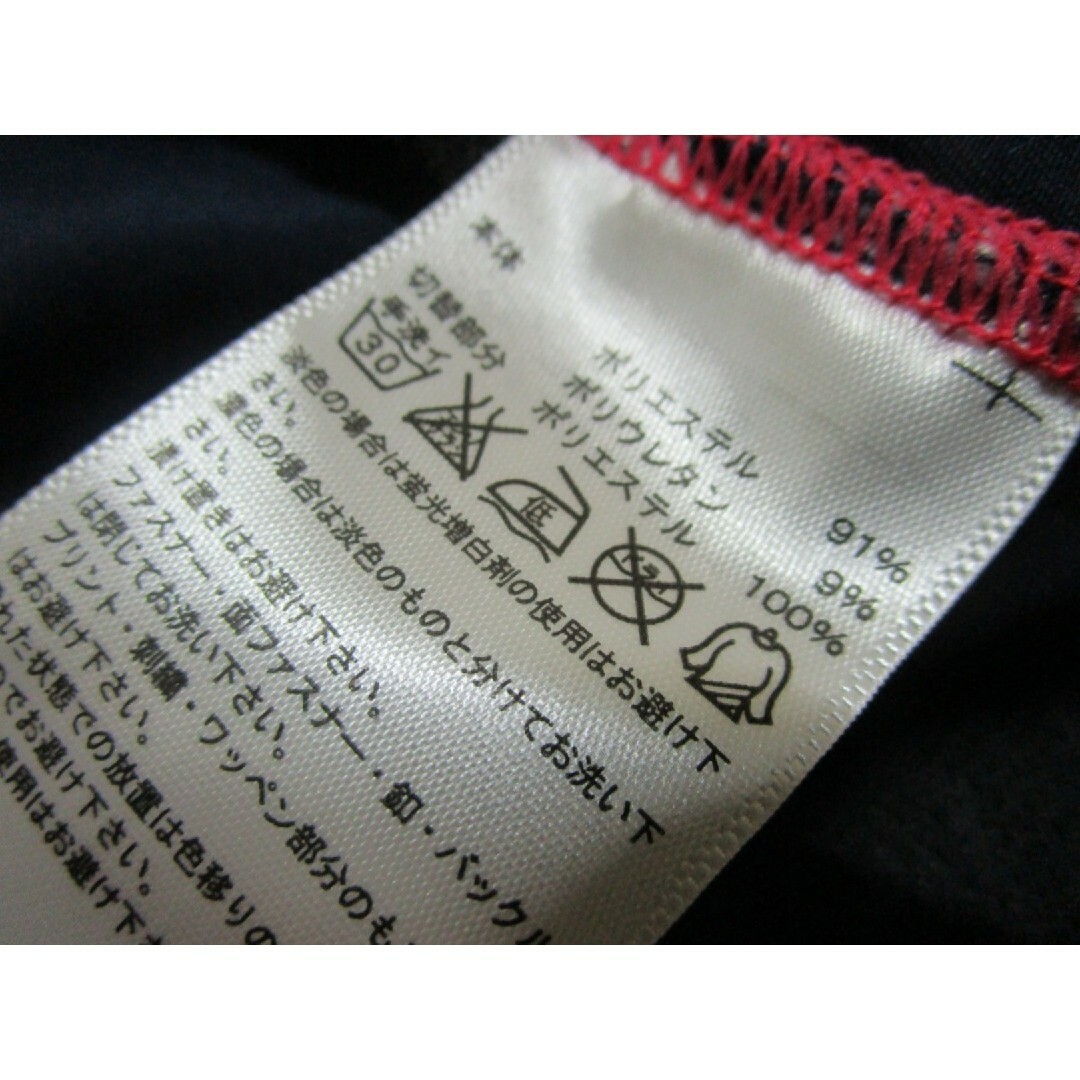 本体 ポリエステル 91%
ポリウレタン 9%
切替部分 ポリエステル 100%
手洗イ 30 低 ドライ
淡色の場合は蛍光増白剤の使用はお避け下
さい。
濃色の場合は淡色のものと分けてお洗い下
さい。
漬け置きはお避け下さい。
ファスナー・面ファスナー・釦・バックル
は閉じてお洗い下さい。
プリント・刺繍・ワッペン部分の
はお避け下さい。
れた状態での放置は色移りの
のでお避け下さい。
使用はお避け下さ